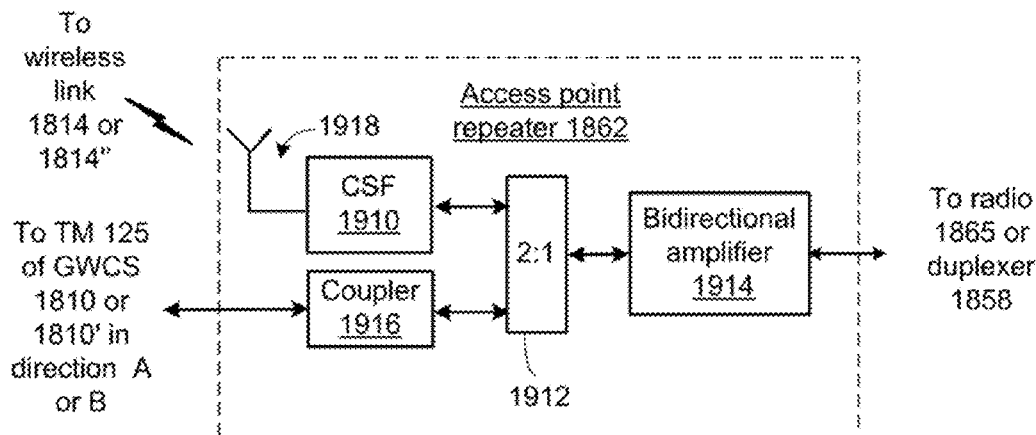 To
wireless
link
1814 or
1814"
To TM 125
of GWCS
1810 or
1810' in
direction A
or B
Access point
repeater 1862
1918
CSF
1910
Coupler
1916
2:1
1912
Bidirectional
amplifier
1914
To radio
1865 or
duplexer
1858